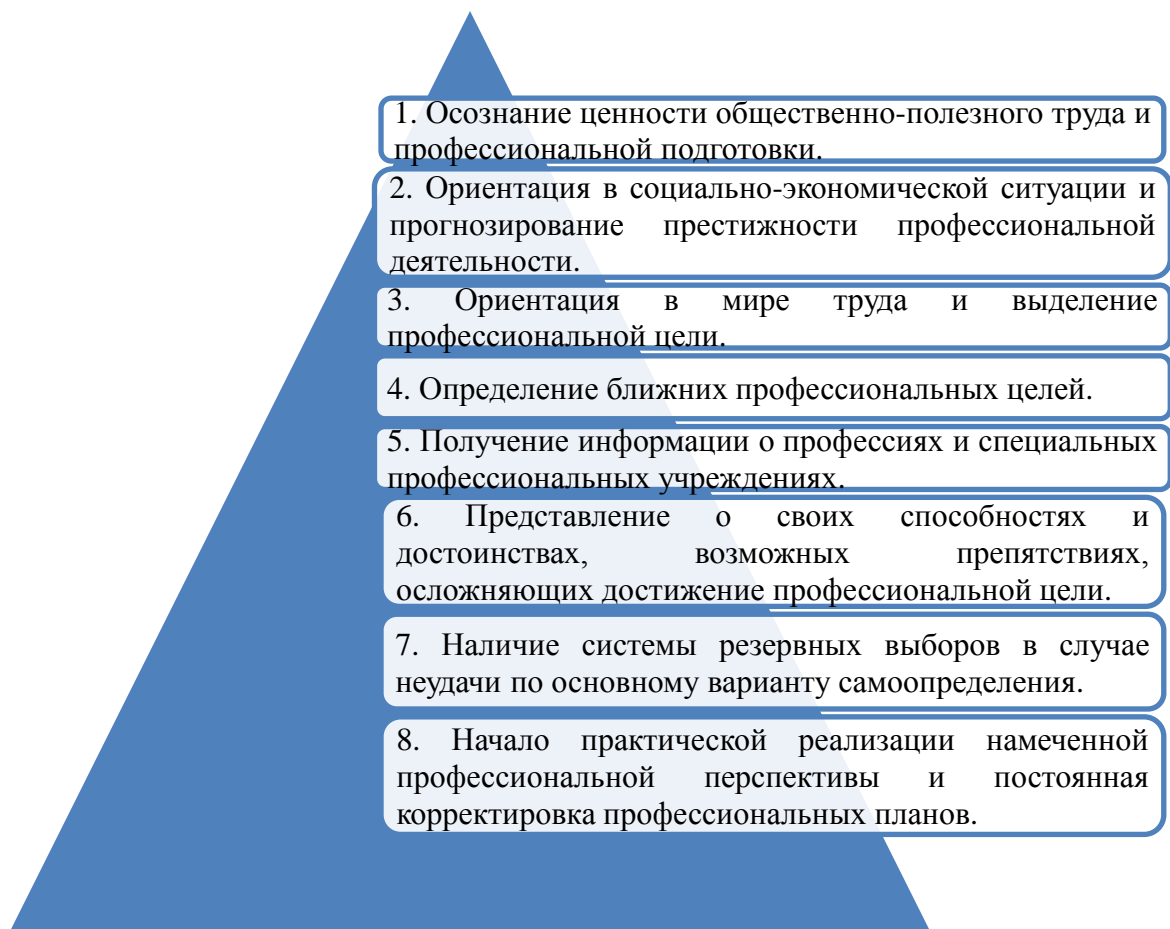 1. Осознание ценности общественно-полезного труда и
профессиональной подготовки.
2. Ориентация в социально-экономической ситуации и
прогнозирование престижности профессиональной
деятельности.
3. Ориентация в мире труда и выделение
профессиональной цели.
4. Определение ближних профессиональных целей.
5. Получение информации о профессиях и специальных
профессиональных учреждениях.
6. Представление о своих способностях и
достоинствах, возможных препятствиях,
осложняющих достижение профессиональной цели.
7. Наличие системы резервных выборов в случае
неудачи по основному варианту самоопределения.
8. Начало практической реализации намеченной
профессиональной перспективы и постоянная
корректировка профессиональных планов.